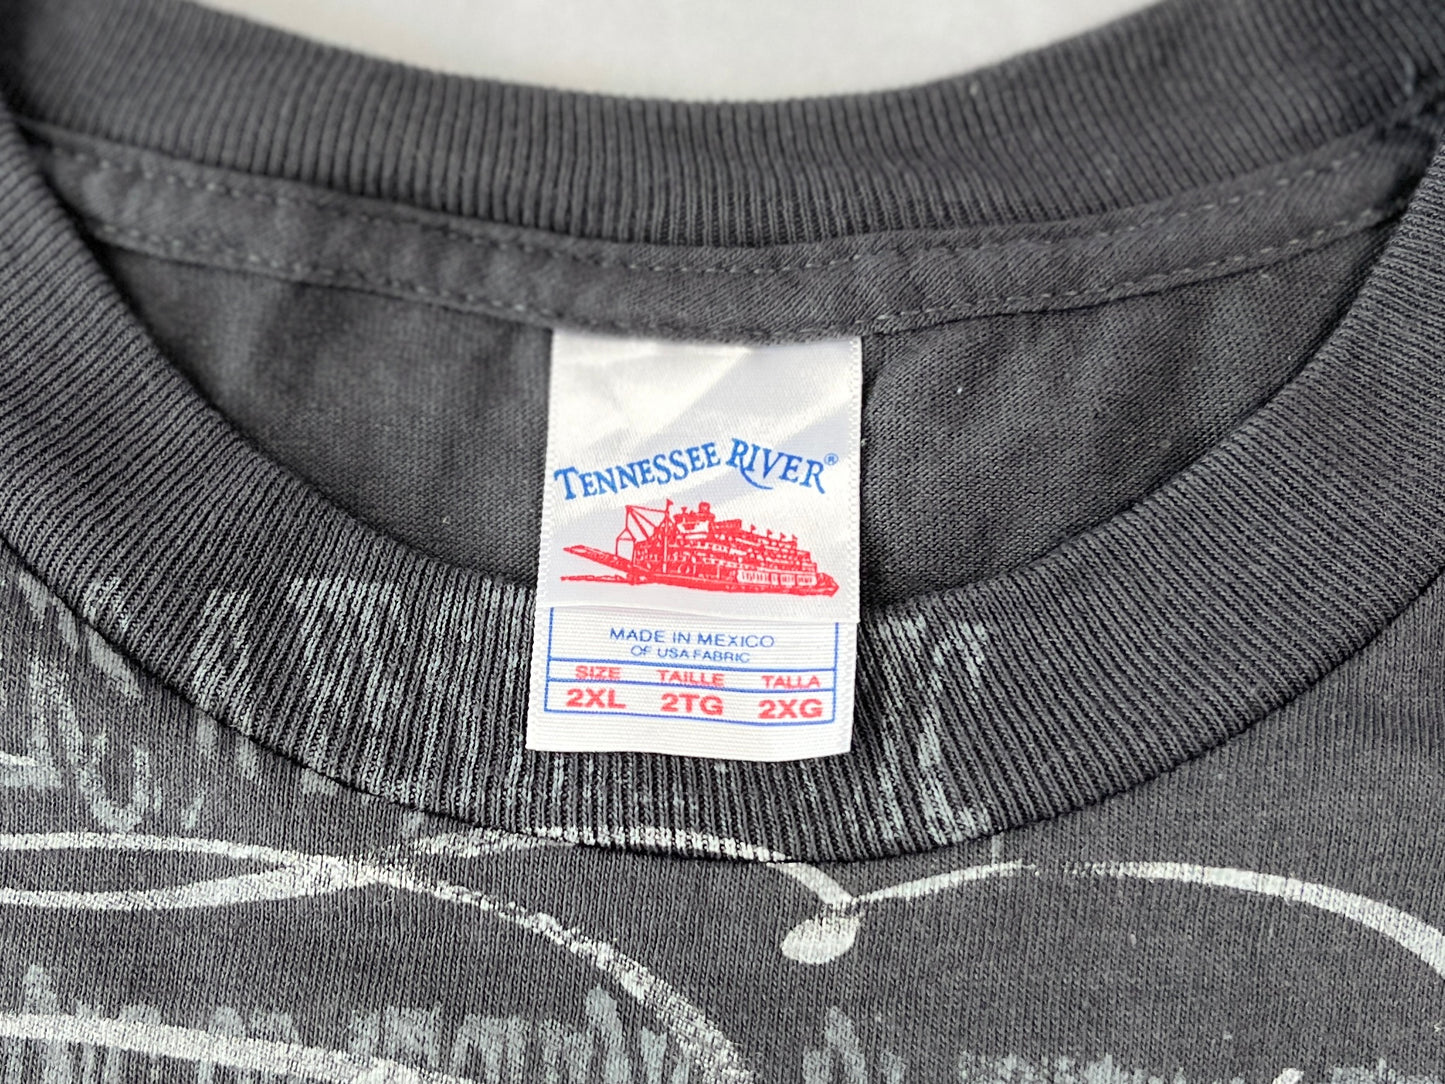 TENNESSEE RIVER®
MADE IN MEXICO
OF USA FABRIC
SIZE TAILLE TALLA
2XL 2TG 2XG